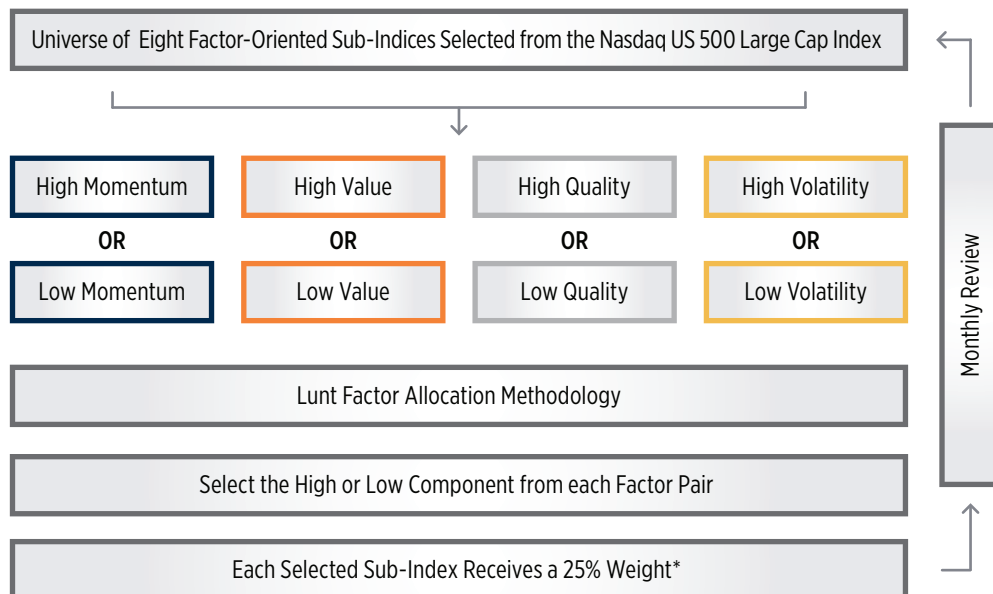 Universe of Eight Factor-Oriented Sub-Indices Selected from the Nasdaq US 500 Large Cap Index
High Momentum
High Value
High Quality
High Volatility
OR
OR
OR
OR
Low Momentum
Low Value
Low Quality
Low Volatility
Lunt Factor Allocation Methodology
Select the High or Low Component from each Factor Pair
Each Selected Sub-Index Receives a 25% Weight*
Monthly Review